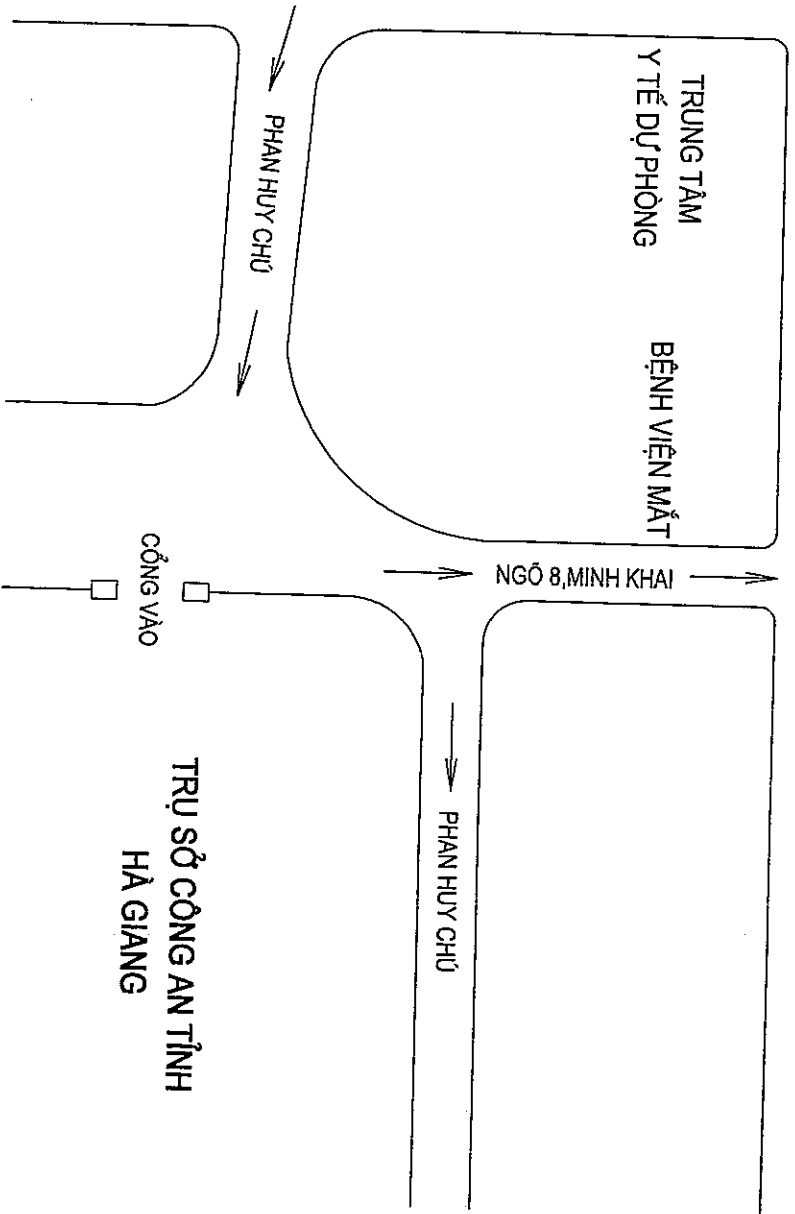 TRUNG TÂM
Y TẾ DỰ PHÒNG
BỆNH VIỆN MẮT
PHAN HUY CHÚ
NGÕ 8,MINH KHAI
CỔNG VÀO
PHAN HUY CHÚ
TRỤ SỞ CÔNG AN TỈNH
HÀ GIANG